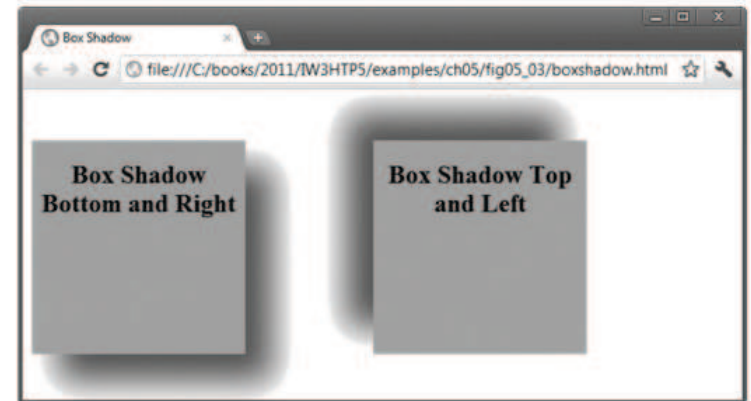 Box Shadow
file:///C:/books/2011/IW3HTP5/examples/ch05/fig05_03/boxshadow.html
Box Shadow
Bottom and Right
Box Shadow Top
and Left